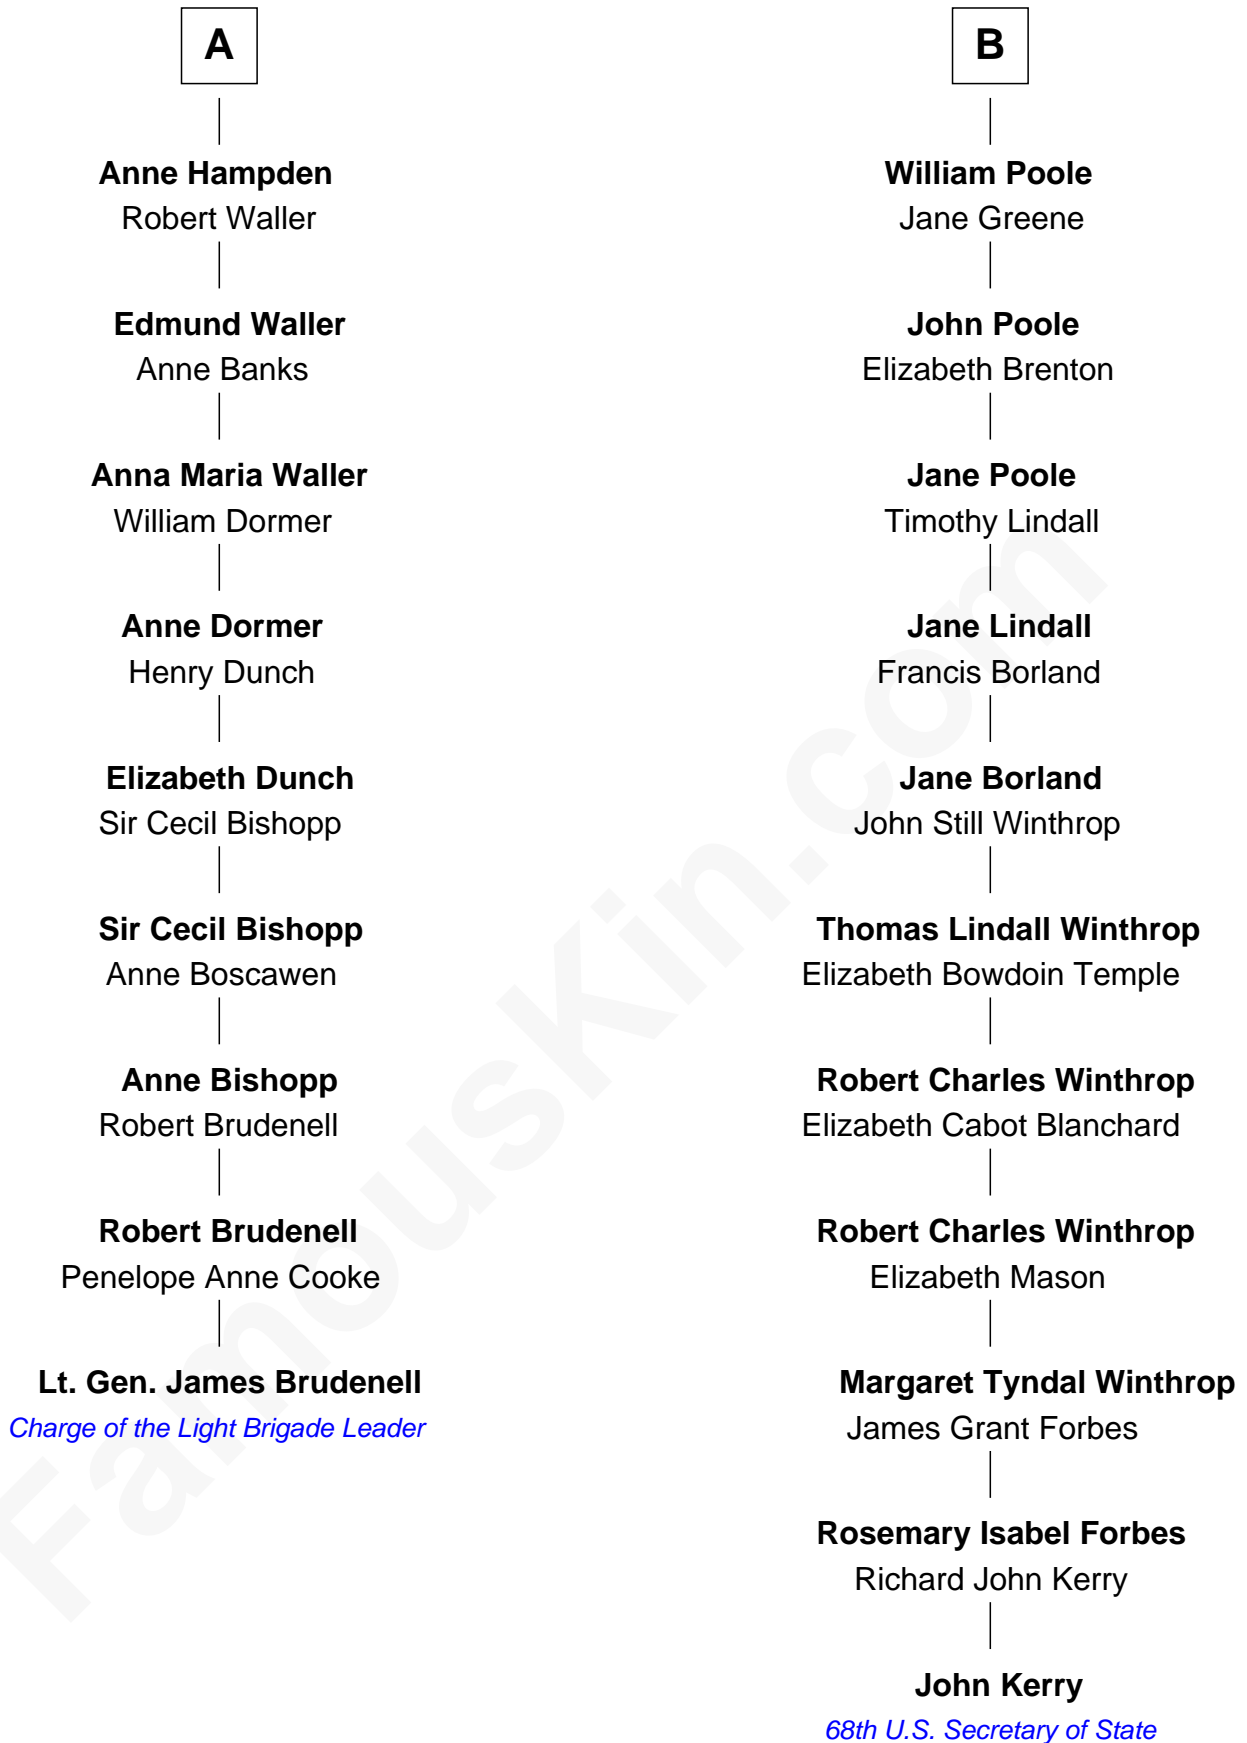 A
Anne Hampden
Robert Waller
Edmund Waller
Anne Banks
Anna Maria Waller
William Dormer
Anne Dormer
Henry Dunch
Elizabeth Dunch
Sir Cecil Bishopp
Sir Cecil Bishopp
Anne Boscawen
Anne Bishopp
Robert Brudenell
Robert Brudenell
Penelope Anne Cooke
Lt. Gen. James Brudenell
Charge of the Light Brigade Leader
B
William Poole
Jane Greene
John Poole
Elizabeth Brenton
Jane Poole
Timothy Lindall
Jane Lindall
Francis Borland
Jane Borland
John Still Winthrop
Thomas Lindall Winthrop
Elizabeth Bowdoin Temple
Robert Charles Winthrop
Elizabeth Cabot Blanchard
Robert Charles Winthrop
Elizabeth Mason
Margaret Tyndal Winthrop
James Grant Forbes
Rosemary Isabel Forbes
Richard John Kerry
John Kerry
68th U.S. Secretary of State
FamousKin.com